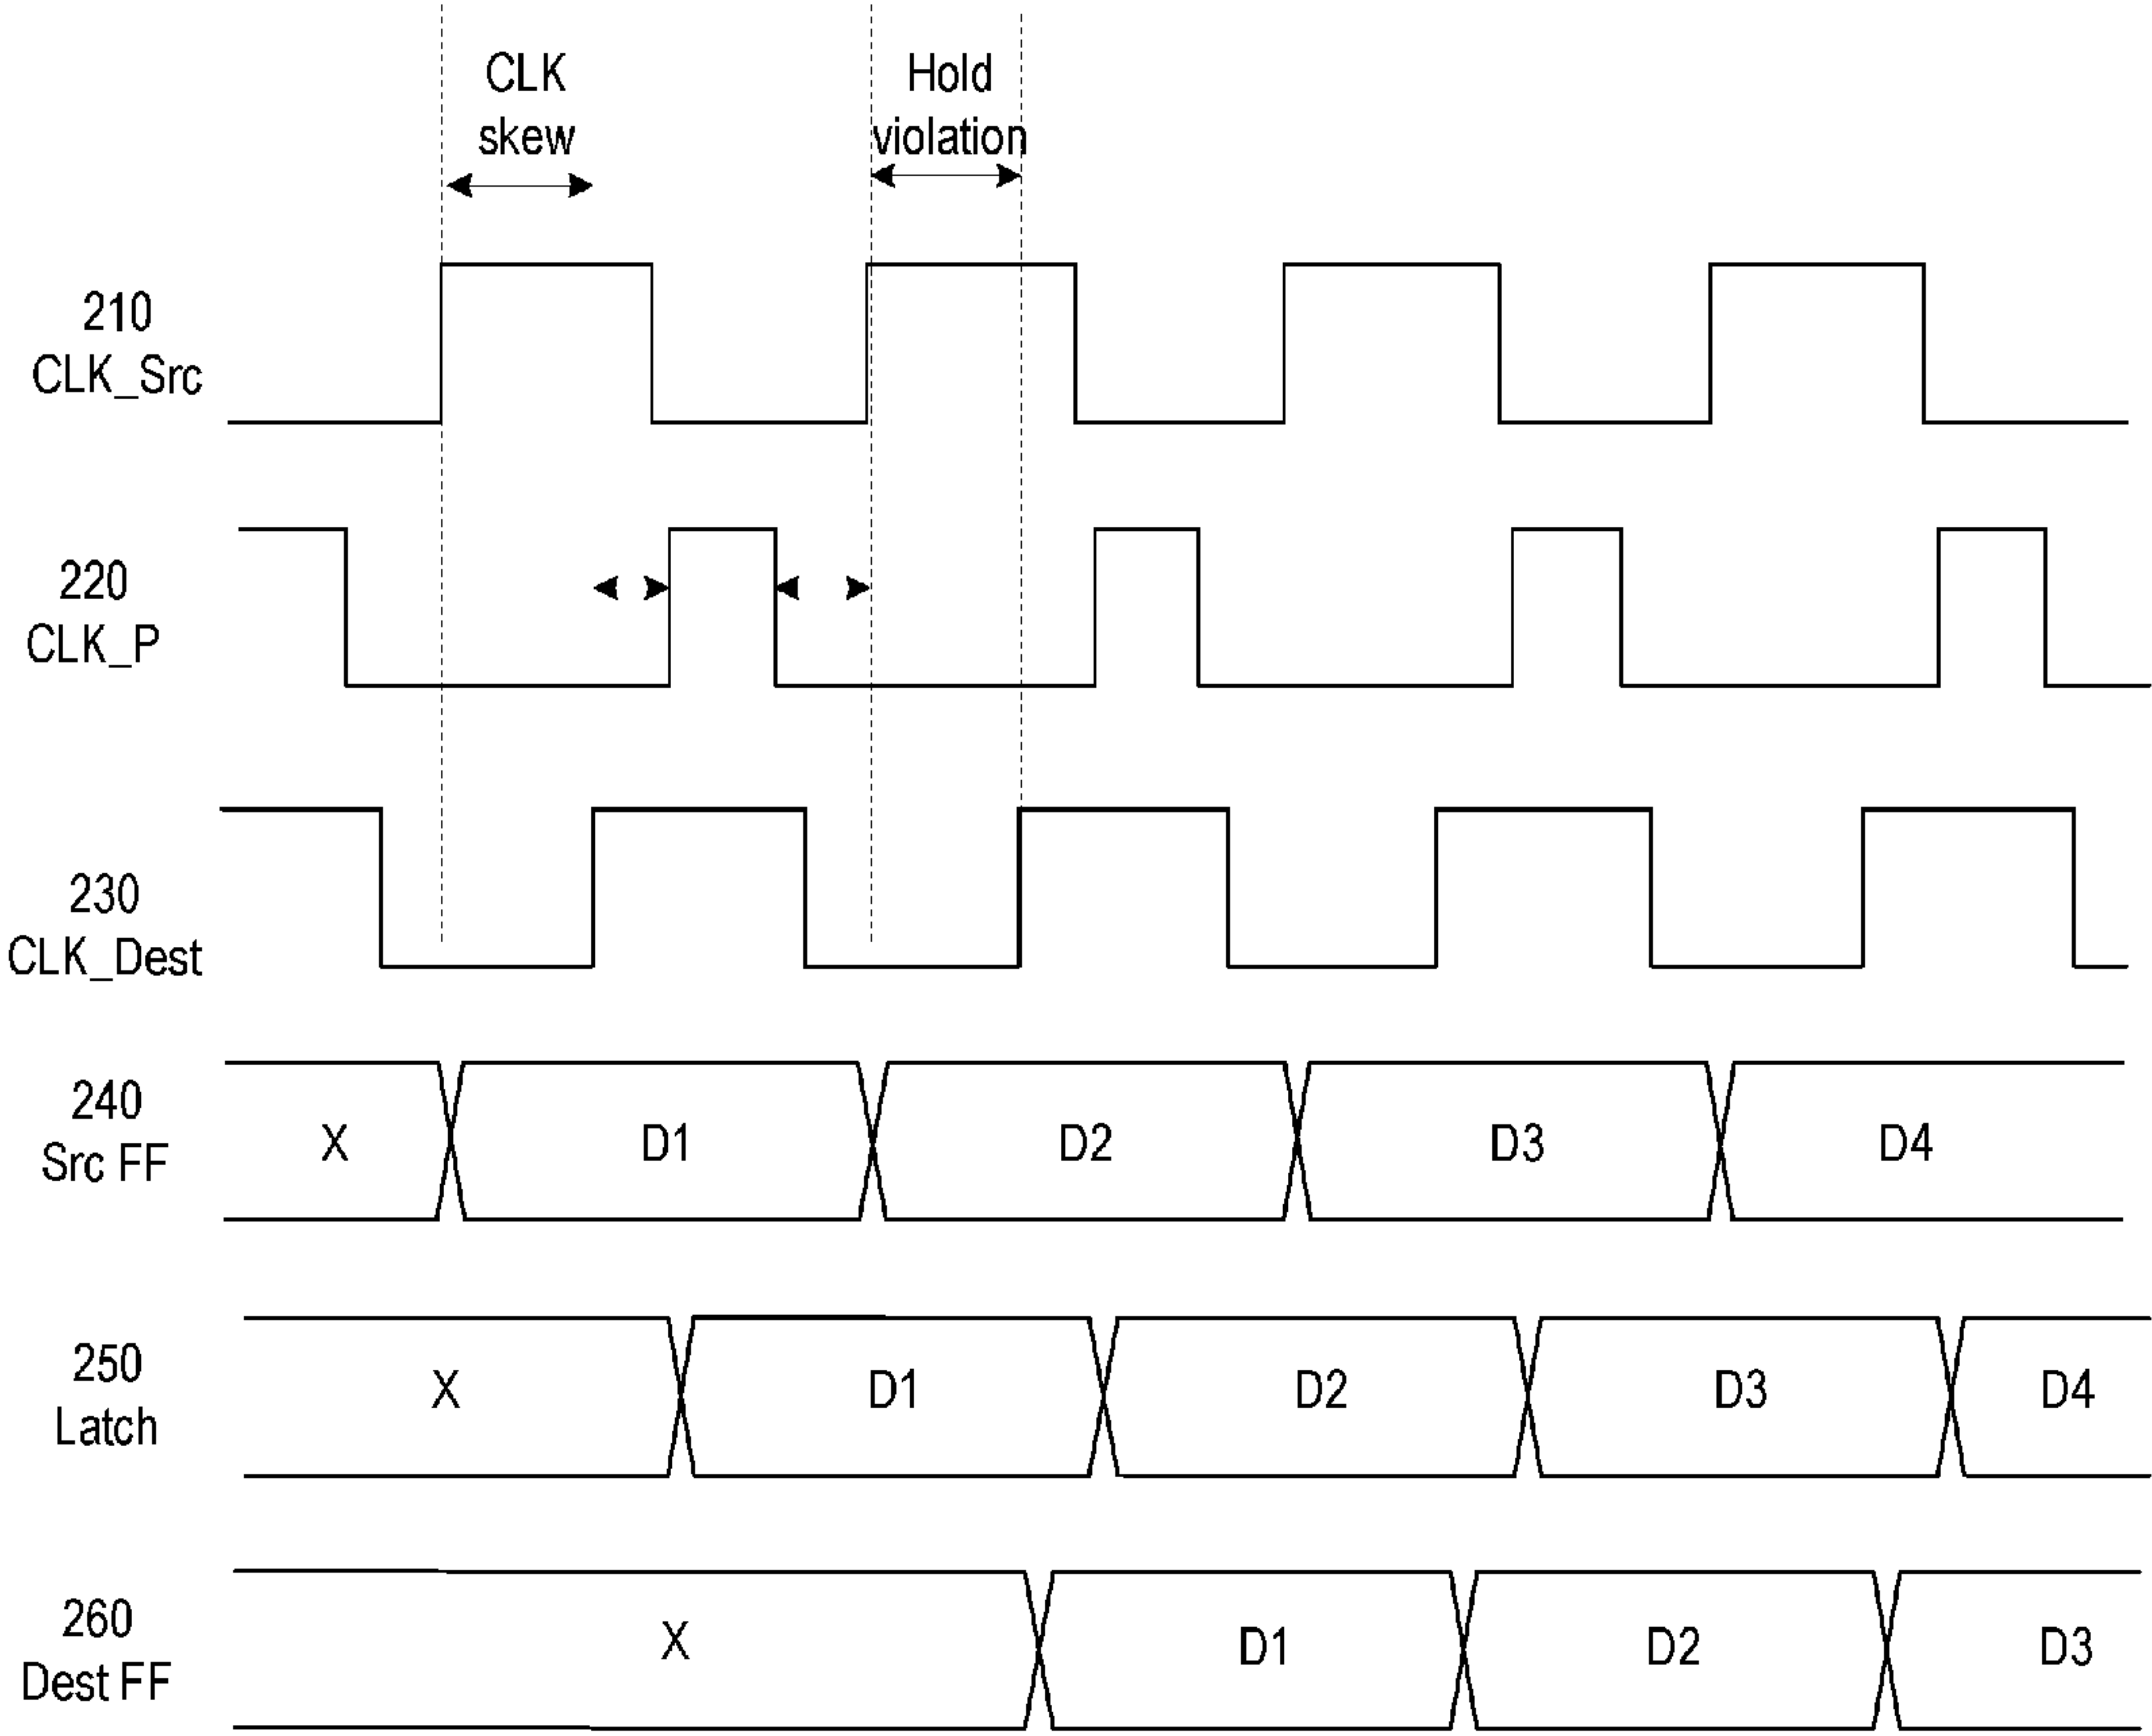 CLK
skew
Hold
violation
210
CLK_Src
220
CLK_P
230
CLK_Dest
240
Src FF
X
D1
D2
D3
D4
250
Latch
X
D1
D2
D3
D4
260
Dest FF
X
D1
D2
D3